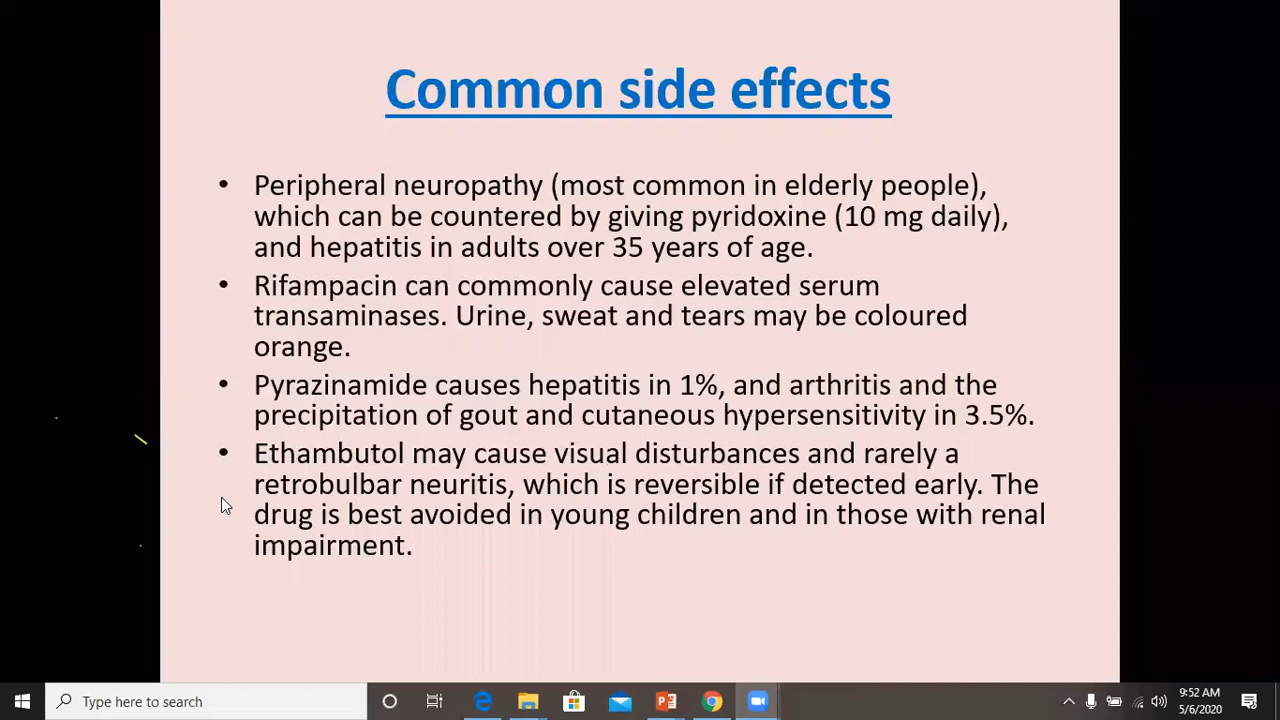 Common side effects
• Peripheral neuropathy (most common in elderly people),
which can be countered by giving pyridoxine (10 mg daily),
and hepatitis in adults over 35 years of age.
• Rifampacin can commonly cause elevated serum
transaminases. Urine, sweat and tears may be coloured
orange.
• Pyrazinamide causes hepatitis in 1%, and arthritis and the
precipitation of gout and cutaneous hypersensitivity in 3.5%.
• Ethambutol may cause visual disturbances and rarely a
retrobulbar neuritis, which is reversible if detected early. The
drug is best avoided in young children and in those with renal
impairment.
Type here to search
9:52 AM
5/6/2020